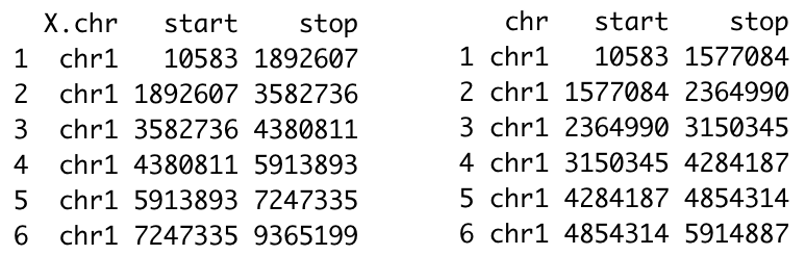 X.chr start stop
1 chr1 10583 1892607
2 chr1 1892607 3582736
3 chr1 3582736 4380811
4 chr1 4380811 5913893
5 chr1 5913893 7247335
6 chr1 7247335 9365199
chr start stop
1 chr1 10583 1577084
2 chr1 1577084 2364990
3 chr1 2364990 3150345
4 chr1 3150345 4284187
5 chr1 4284187 4854314
6 chr1 4854314 5914887